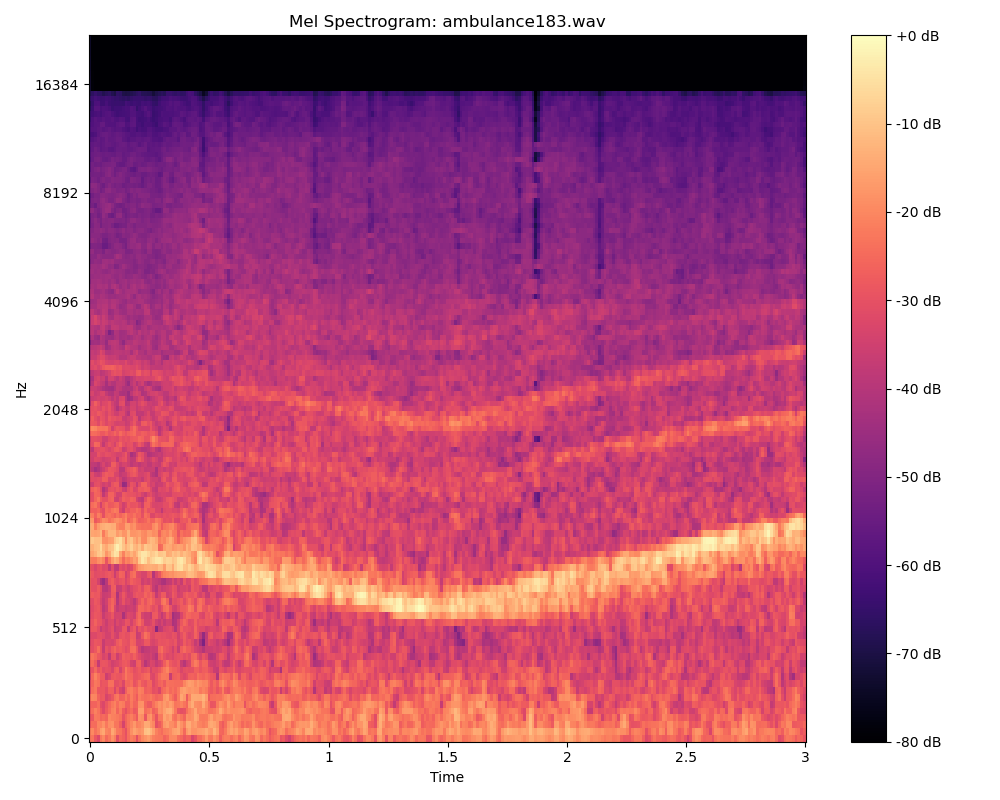 Mel Spectrogram: ambulance183.wav
+0 dB
16384
-10 dB
8192
-20 dB
4096
-30 dB
Hz
2048
-40 dB
1024
-50 dB
512
-60 dB
-70 dB
0
-80 dB
0 0.5 1 1.5 2 2.5 3
Time